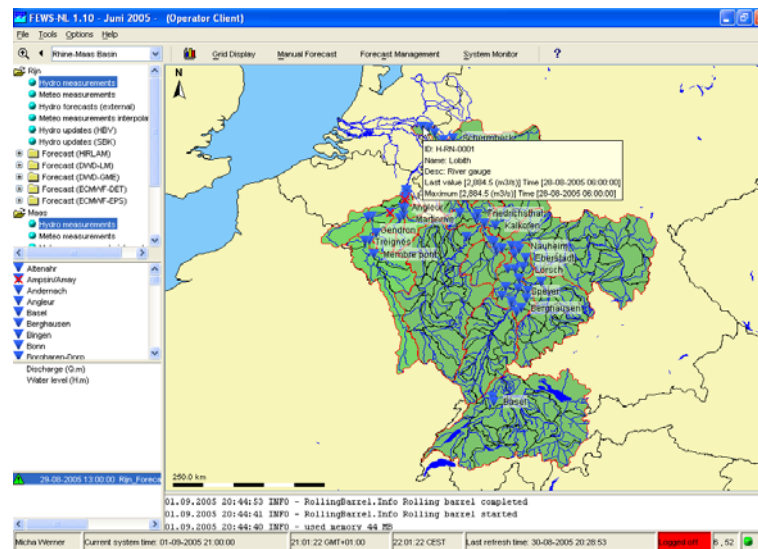 FEWS-NL 1.10 - Juni 2005 - (Operator Client)
File Tools Options Help
Rhine-Maas Basin Grid Display Manual Forecast Forecast Management System Monitor ?
Rijn
Hydro measurements
Meteo measurements
Hydro forecasts (external)
Meteo measurements interpola
Hydro updates (HBV)
Hydro updates (SBK)
Forecast (HIRLAM)
Forecast (DWD-LM)
Forecast (DWD-GME)
Forecast (ECMWF-DET)
Forecast (ECMWF-EPS)
Maas
Hydro measurements
Meteo measurements
Altenahr
Ampsin/Amay
Andernach
Angleur
Basel
Berghausen
Bingen
Bonn
Borgharen-Dorp
Discharge (Q.m)
Water level (H.m)
29-08-2005 13:00:00 Rijn_Foreca
N
Schermbeck
ID: H-RN-0001
Name: Lobith
Desc: River gauge
Last value [2,884.5 (m3/s)] Time [28-08-2005 06:00:00]
Maximum [2,884.5 (m3/s)] Time [28-08-2005 06:00:00]
Angleur
Martinrive
Friedrichsthal
Gendron
Kalkofen
Treignes
Membre pont
Nauheim
Eberstadt
Lorsch
Speyer
Berghausen
Basel
250.0 km
01.09.2005 20:44:53 INFO - RollingBarrel.Info Rolling barrel completed
01.09.2005 20:44:41 INFO - RollingBarrel.Info Rolling barrel started
01.09.2005 20:44:40 INFO - used memory 44 MB
Micha Werner Current system time: 01-09-2005 21:00:00 21:01:22 GMT+01:00 22:01:22 CEST Last refresh time: 30-08-2005 20:28:53 Logged off